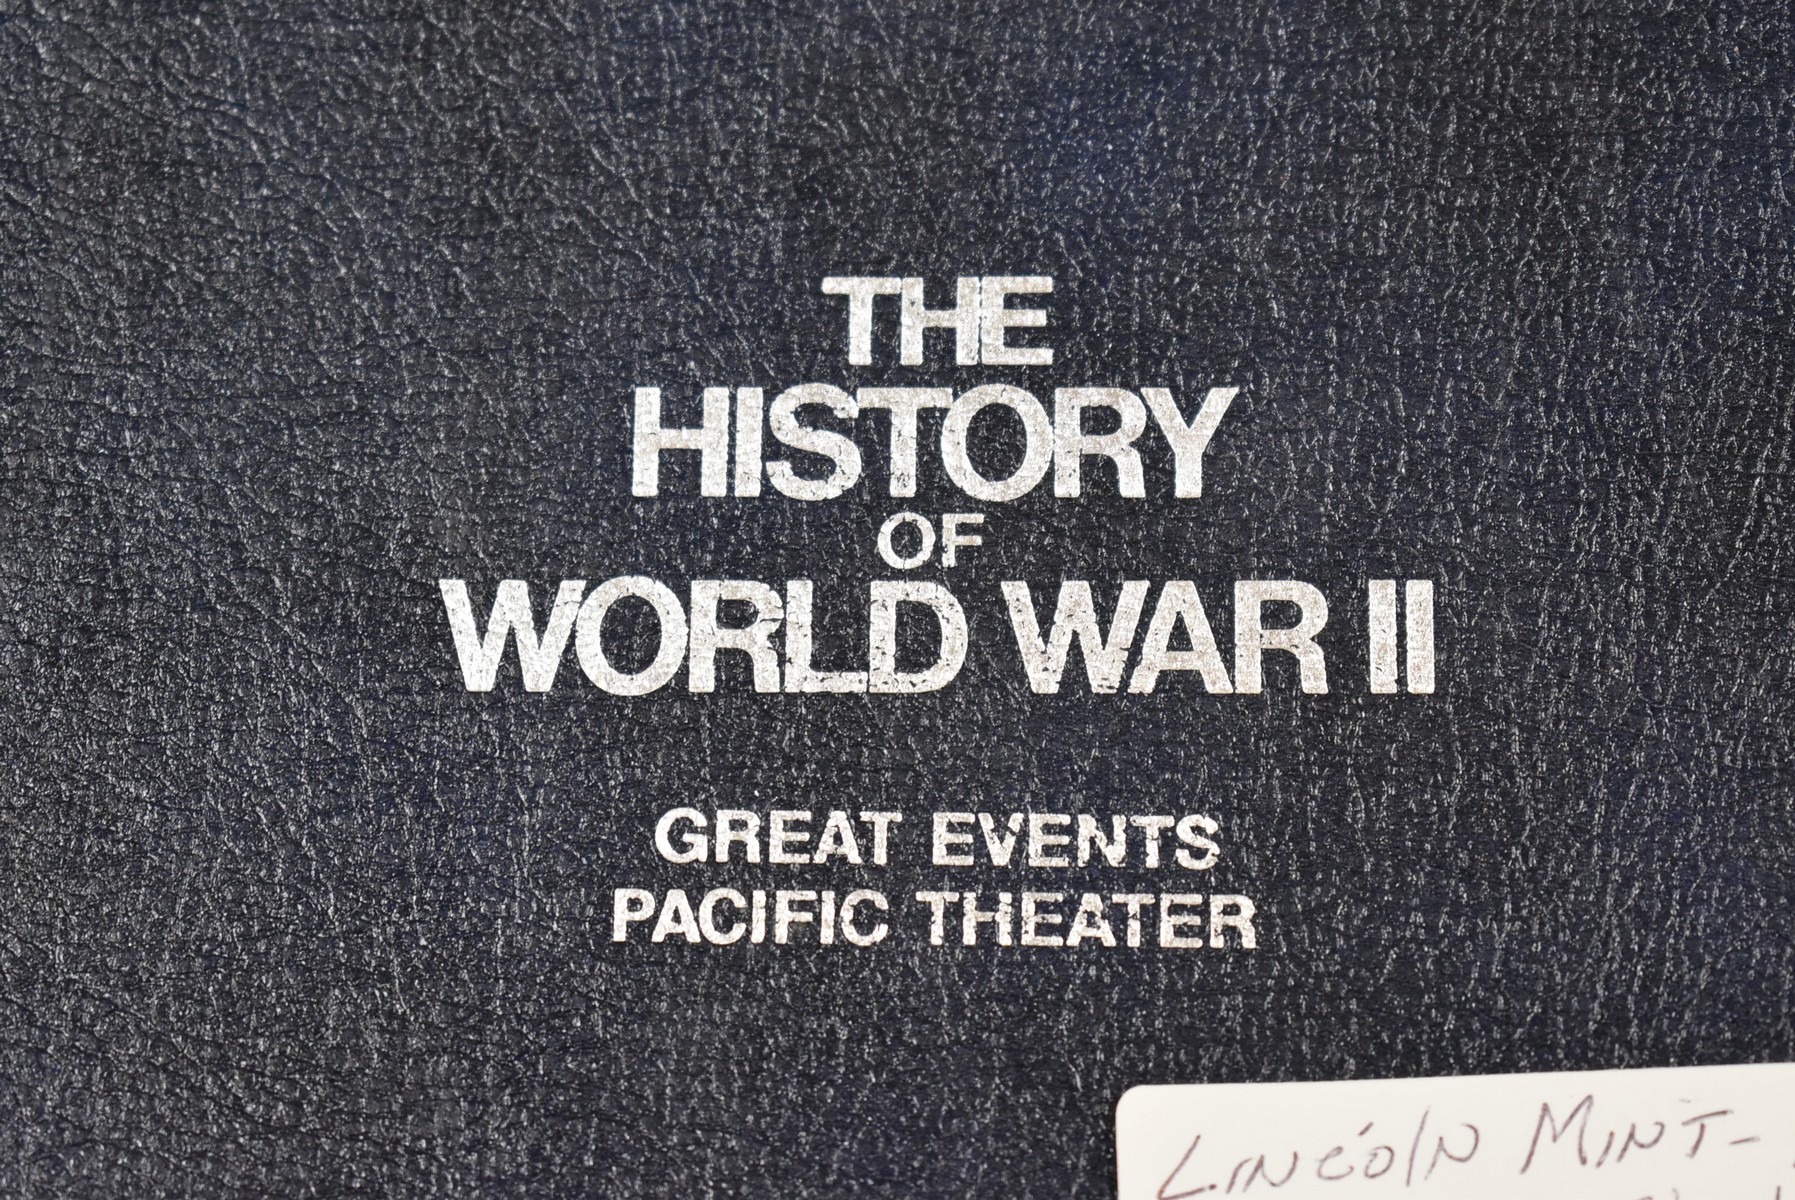 THE
HISTORY
OF
WORLD WAR II
GREAT EVENTS
PACIFIC THEATER
LINCOlN MINT-